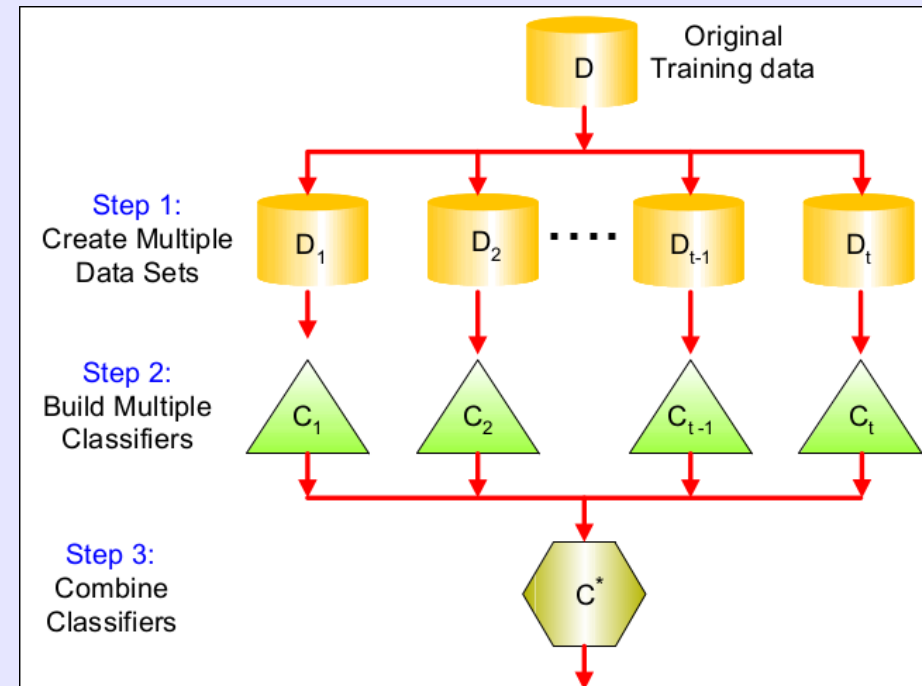 D
Original
Training data
Step 1:
Create Multiple
Data Sets
D₁
D₂
....
Dₜ₋₁
Dₜ
Step 2:
Build Multiple
Classifiers
C₁
C₂
Cₜ₋₁
Cₜ
Step 3:
Combine
Classifiers
C*